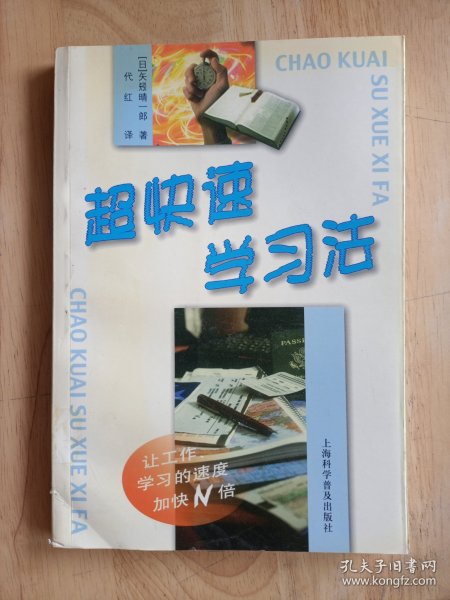 [日]矢矧晴一郎 著
代红 译
CHAO KUAI
SU XUE XI FA
超快速
学习法
CHAO KUAI SU XUE XI FA
PASS
让工作
学习的速度
加快N倍
上海科学普及出版社
孔夫子旧书网
www.kongfz.com